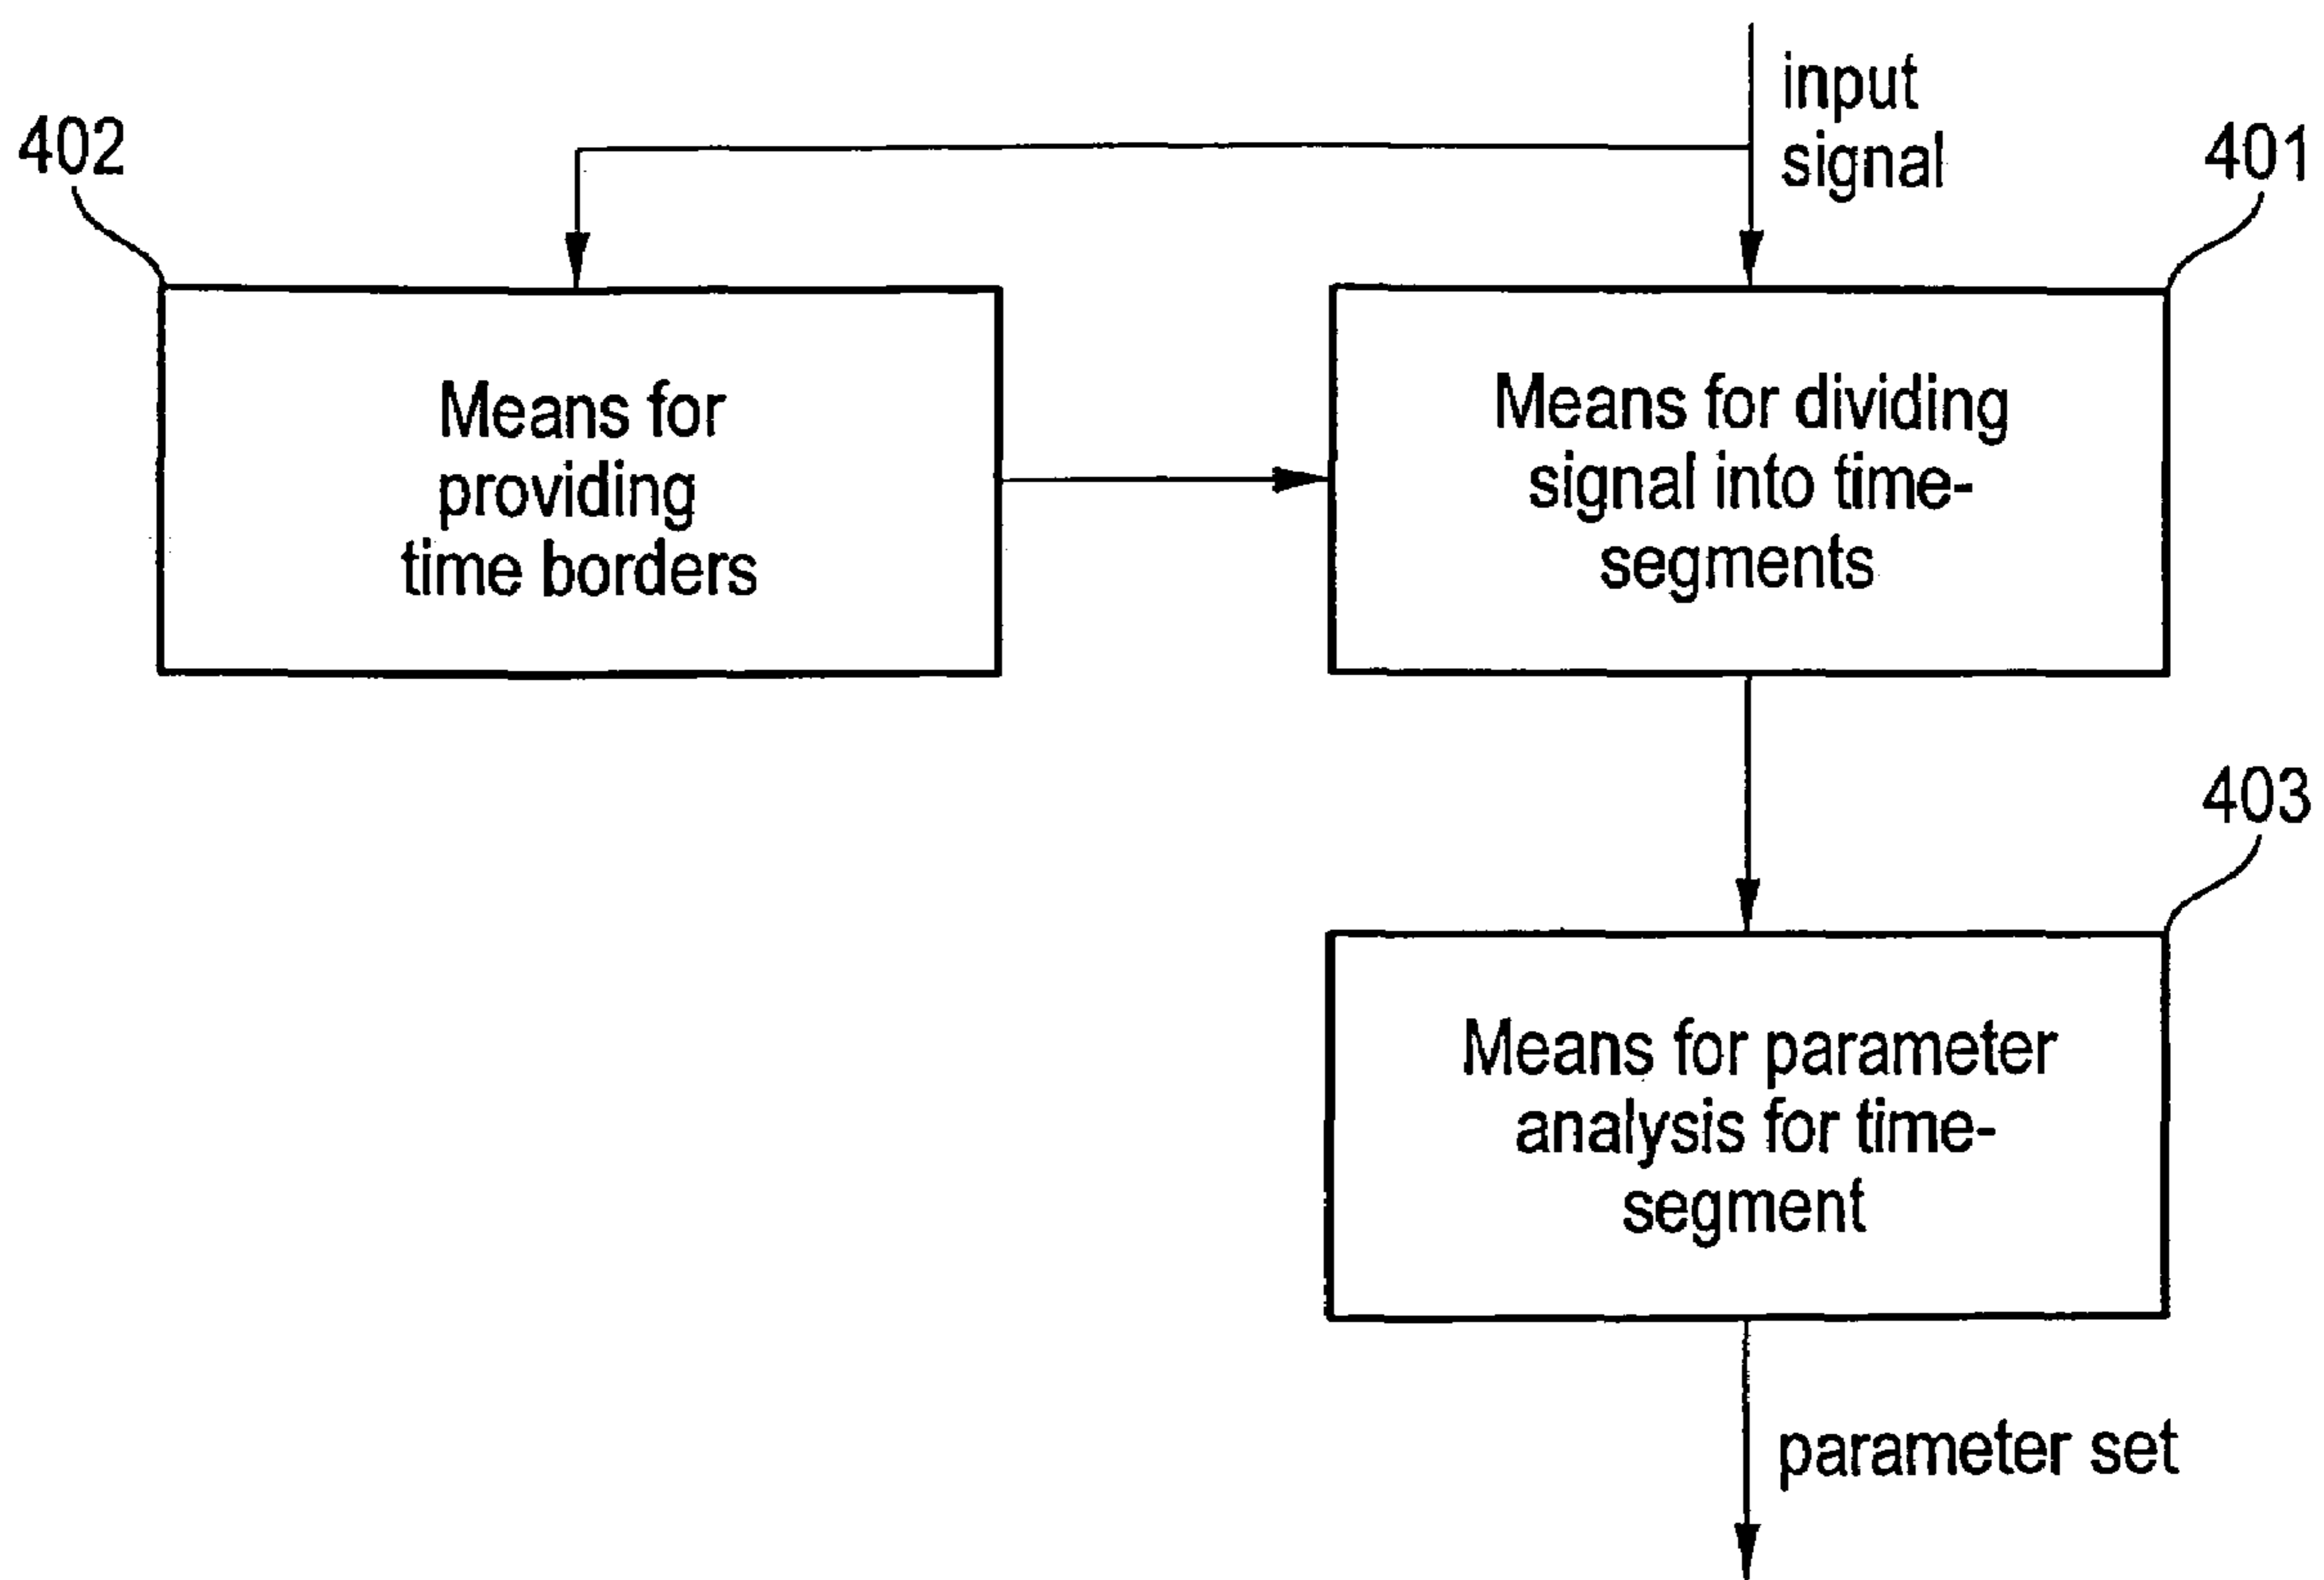 input
signal
402
401
Means for
providing
time borders
Means for dividing
signal into time-
segments
403
Means for parameter
analysis for time-
segment
parameter set